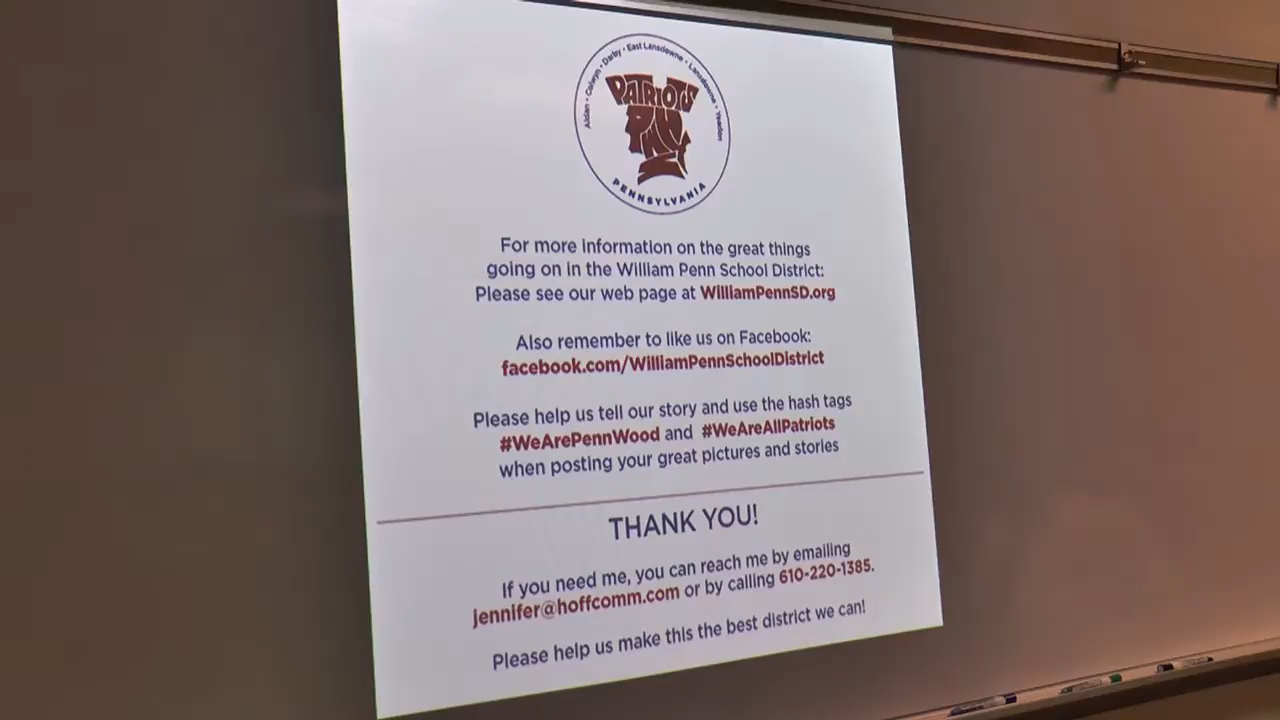 Aldan • Colwyn • Darby • East Lansdowne • Lansdowne • Yeadon
PATRIOTS
PENNSYLVANIA
For more information on the great things
going on in the William Penn School District:
Please see our web page at WilliamPennSD.org
Also remember to like us on Facebook:
facebook.com/WilliamPennSchoolDistrict
Please help us tell our story and use the hash tags
#WeArePennWood and #WeAreAllPatriots
when posting your great pictures and stories
THANK YOU!
If you need me, you can reach me by emailing
jennifer@hoffcomm.com or by calling 610-220-1385.
Please help us make this the best district we can!